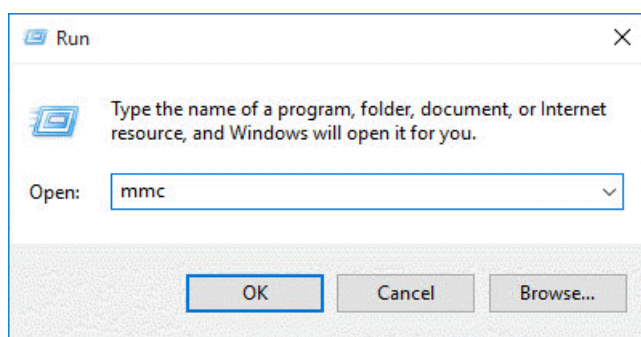 Run
Type the name of a program, folder, document, or Internet
resource, and Windows will open it for you.
Open: mmc
OK Cancel Browse...